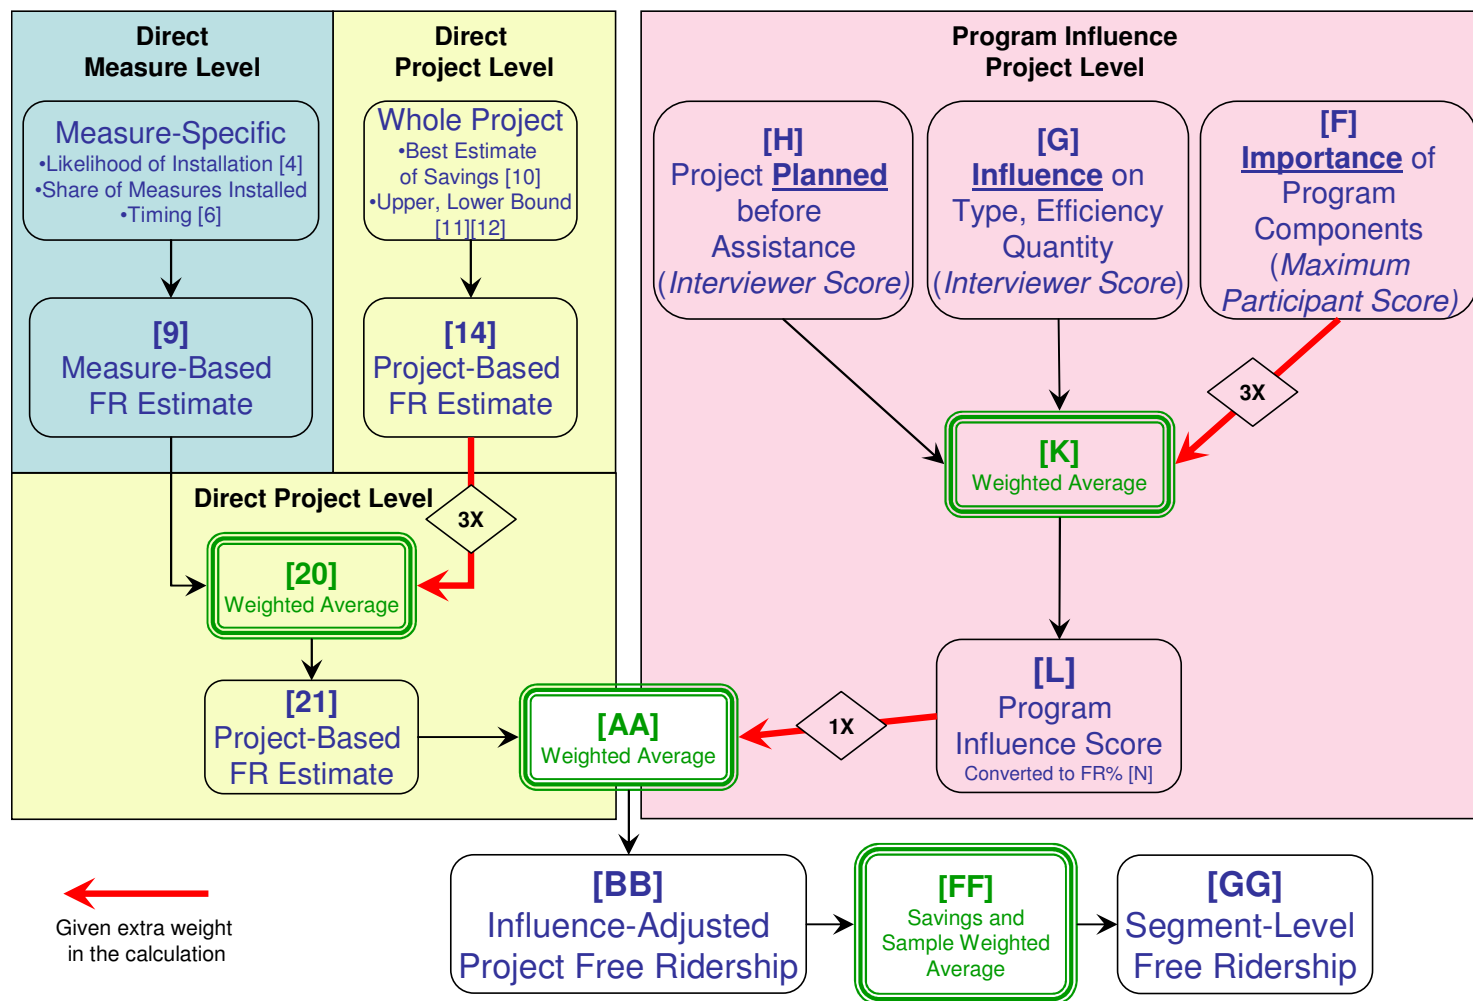 Direct
Measure Level
Direct
Project Level
Program Influence
Project Level
Measure-Specific
•Likelihood of Installation [4]
•Share of Measures Installed
•Timing [6]
Whole Project
•Best Estimate
of Savings [10]
•Upper, Lower Bound
[11][12]
[H]
Project Planned
before
Assistance
(Interviewer Score)
[G]
Influence on
Type, Efficiency
Quantity
(Interviewer Score)
[F]
Importance of
Program
Components
(Maximum
Participant Score)
[9]
Measure-Based
FR Estimate
[14]
Project-Based
FR Estimate
3X
[K]
Weighted Average
Direct Project Level
3X
[20]
Weighted Average
[21]
Project-Based
FR Estimate
[AA]
Weighted Average
1X
[L]
Program
Influence Score
Converted to FR% [N]
Given extra weight
in the calculation
[BB]
Influence-Adjusted
Project Free Ridership
[FF]
Savings and
Sample Weighted
Average
[GG]
Segment-Level
Free Ridership